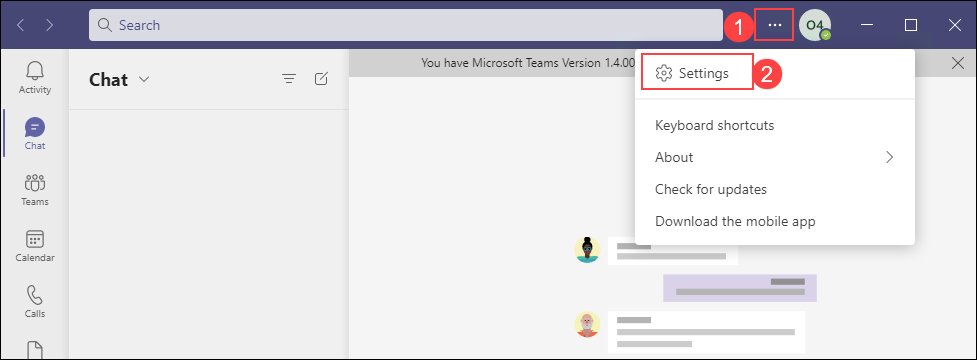 Search
1
...
O4
Activity
Chat
You have Microsoft Teams Version 1.4.00
Settings
2
Chat
Keyboard shortcuts
About
Teams
Check for updates
Download the mobile app
Calendar
Calls